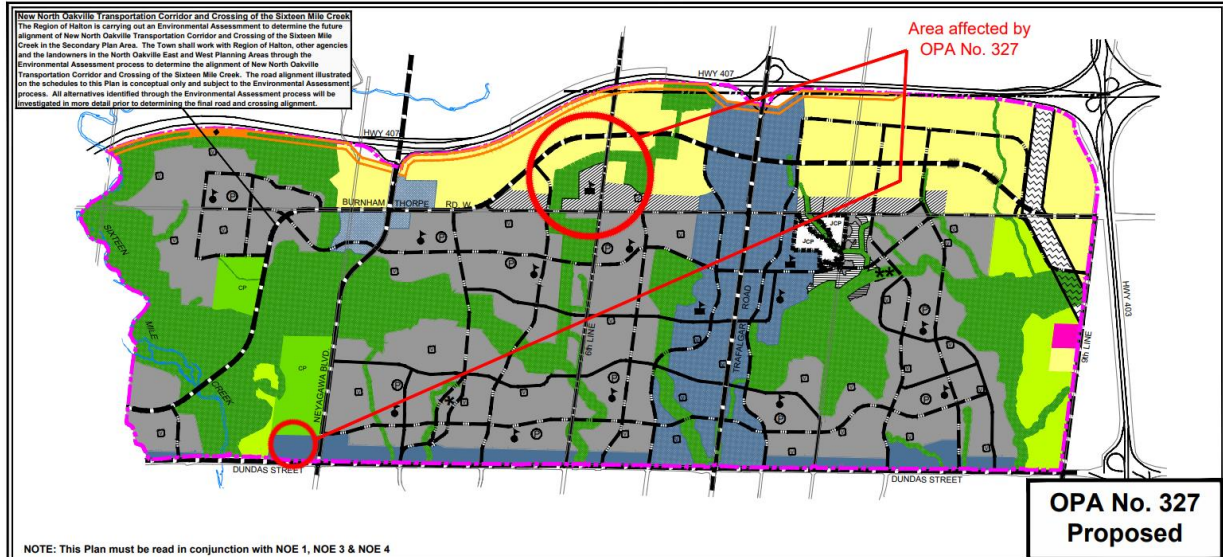 New North Oakville Transportation Corridor and Crossing of the Sixteen Mile Creek
The Region of Halton is carrying out an Environmental Assessmment to determine the future
alignment of New North Oakville Transportation Corridor and Crossing of the Sixteen Mile
Creek in the Secondary Plan Area. The Town shall work with Region of Halton, other agencies
and the landowners in the North Oakville East and West Planning Areas through the
Environmental Assessment process to determine the alignment of New North Oakville
Transportation Corridor and Crossing of the Sixteen Mile Creek. The road alignment illustrated
on the schedules to this Plan is conceptual only and subject to the Environmental Assessment
process. All alternatives identified through the Environmental Assessment process will be
investigated in more detail prior to determining the final road and crossing alignment.
Area affected by
OPA No. 327
HWY 407
HWY 407
BURNHAM THORPE RD. W
SIXTEEN
MILE
CREEK
CP
CP
JCP
JCP
NEYAGAWA BLVD
6th LINE
TRAFALGAR ROAD
9th LINE
HWY 403
DUNDAS STREET
DUNDAS STREET
OPA No. 327
Proposed
NOTE: This Plan must be read in conjunction with NOE 1, NOE 3 & NOE 4